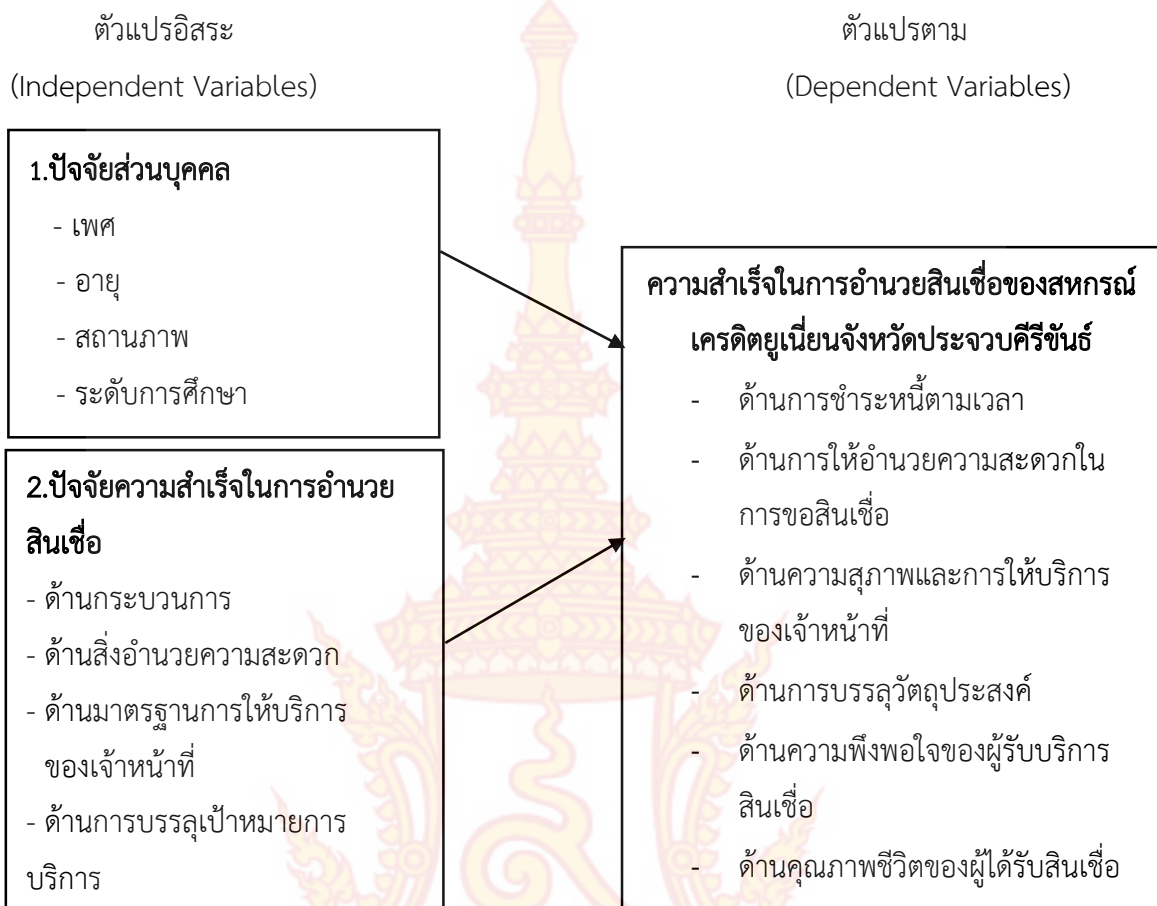 ตัวแปรอิสระ
(Independent Variables)
ตัวแปรตาม
(Dependent Variables)
1.ปัจจัยส่วนบุคคล
- เพศ
- อายุ
- สถานภาพ
- ระดับการศึกษา
2.ปัจจัยความสำเร็จในการอำนวย
สินเชื่อ
- ด้านกระบวนการ
- ด้านสิ่งอำนวยความสะดวก
- ด้านมาตรฐานการให้บริการ
ของเจ้าหน้าที่
- ด้านการบรรลุเป้าหมายการ
บริการ
ความสำเร็จในการอำนวยสินเชื่อของสหกรณ์
เครดิตยูเนี่ยนจังหวัดประจวบคีรีขันธ์
- ด้านการชำระหนี้ตามเวลา
- ด้านการให้อำนวยความสะดวกใน
การขอสินเชื่อ
- ด้านความสุภาพและการให้บริการ
ของเจ้าหน้าที่
- ด้านการบรรลุวัตถุประสงค์
- ด้านความพึงพอใจของผู้รับบริการ
สินเชื่อ
- ด้านคุณภาพชีวิตของผู้ได้รับสินเชื่อ